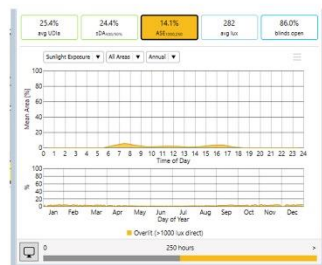 25.4% 24.4% 14.1% 282 86.0%
avg UDIa sDA300/50% ASE1000,250 avg lux blinds open
Sunlight Exposure ▼ All Areas ▼ Annual ▼
Mean Area [%]
100
80
60
40
20
0
0 1 2 3 4 5 6 7 8 9 10 11 12 13 14 15 16 17 18 19 20 21 22 23 24
Time of Day
%
100
80
60
40
20
0
Jan Feb Mar Apr May Jun Jul Aug Sep Oct Nov Dec
Day of Year
Overlit (>1000 lux direct)
0 250 hours >